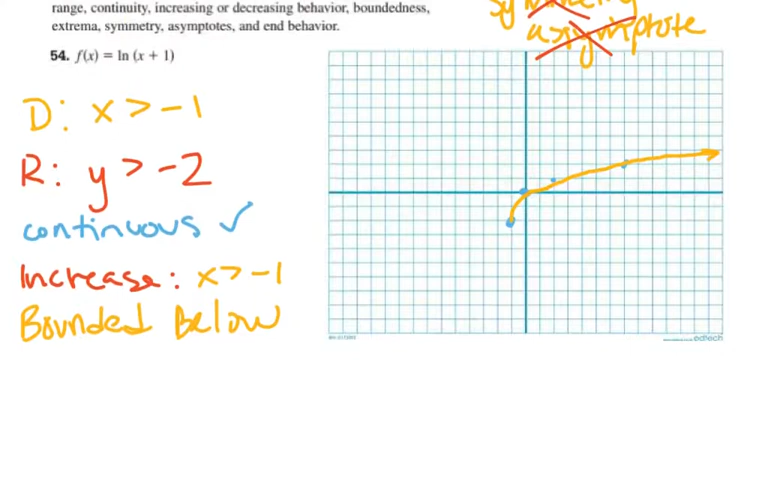 range, continuity, increasing or decreasing behavior, boundedness,
extrema, symmetry, asymptotes, and end behavior.
54. f(x) = ln (x + 1)
asymptote
D: x > -1
R: y > -2
continuous ✓
Increase: x > -1
Bounded Below
edtech